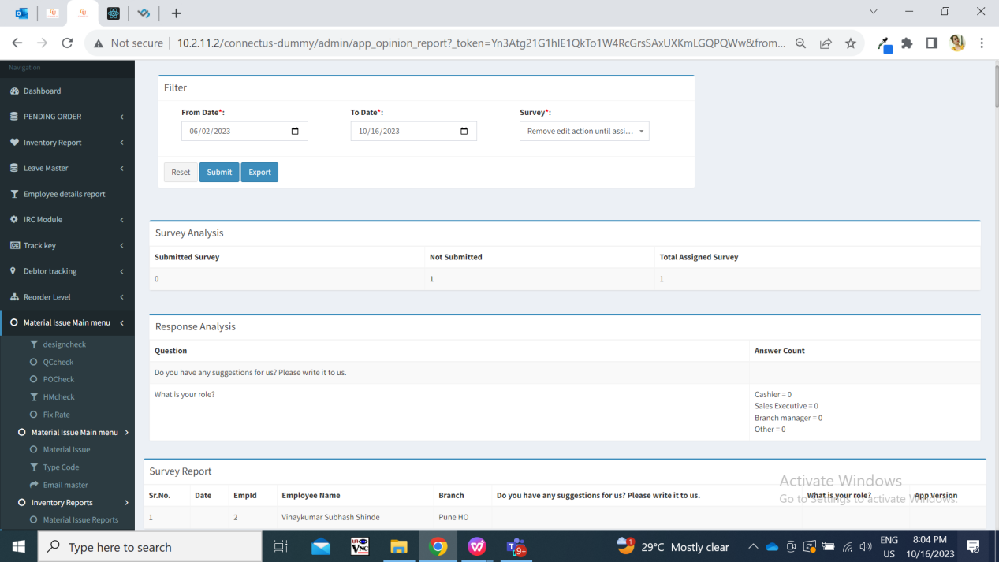 Not secure
10.2.11.2/connectus-dummy/admin/app_opinion_report?_token=Yn3Atg21G1hIE1QkTo1W4RcGrsSAxUXKmLGQPQWw&from...
Navigation
Dashboard
PENDING ORDER
Inventory Report
Leave Master
Employee details report
IRC Module
Track key
Debtor tracking
Reorder Level
Material Issue Main menu
designcheck
QCcheck
POCheck
HMcheck
Fix Rate
Material Issue Main menu
Material Issue
Type Code
Email master
Inventory Reports
Material Issue Reports
Filter
From Date*: To Date*: Survey*:
06/02/2023 10/16/2023 Remove edit action until assi...
Reset Submit Export
Survey Analysis
Submitted Survey Not Submitted Total Assigned Survey
0 1 1
Response Analysis
Question Answer Count
Do you have any suggestions for us? Please write it to us.
What is your role? Cashier = 0
Sales Executive = 0
Branch manager = 0
Other = 0
Survey Report
Sr.No. Date EmpId Employee Name Branch Do you have any suggestions for us? Please write it to us. What is your role? App Version
1 2 Vinaykumar Subhash Shinde Pune HO
Activate Windows
Go to Settings to activate Windows.
Type here to search
VNC
9+
1
29°C Mostly clear
ENG
US
8:04 PM
10/16/2023